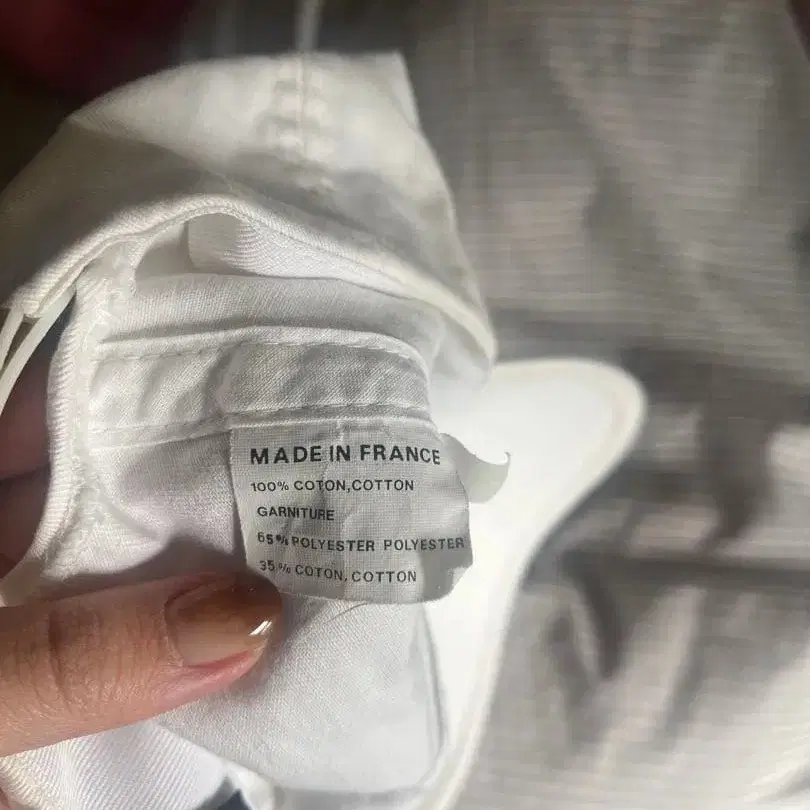 MADE IN FRANCE
100% COTON,COTTON
GARNITURE
65% POLYESTER POLYESTER
35% COTON, COTTON